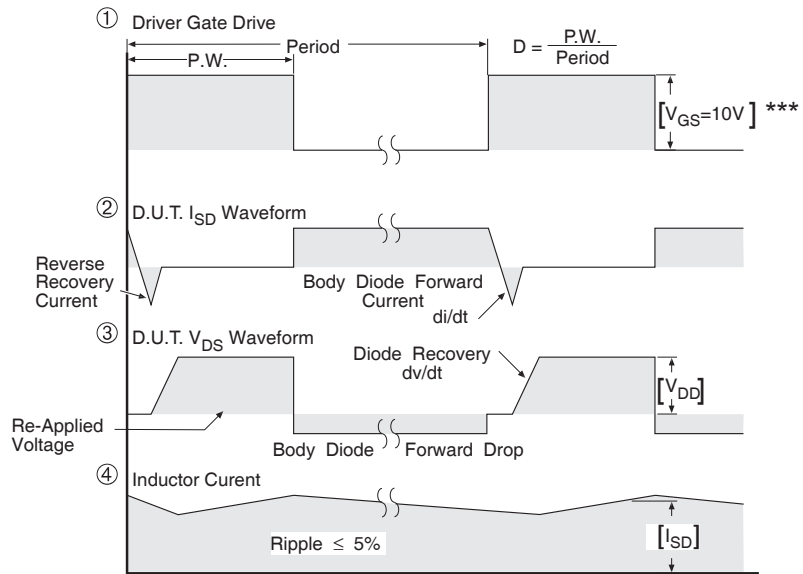 ① Driver Gate Drive
Period
P.W.
D = P.W. / Period
[VGS=10V] ***
② D.U.T. ISD Waveform
Reverse
Recovery
Current
Body Diode Forward
Current
di/dt
③ D.U.T. VDS Waveform
Diode Recovery
dv/dt
[VDD]
Re-Applied
Voltage
Body Diode Forward Drop
④ Inductor Curent
Ripple ≤ 5%
[ISD]